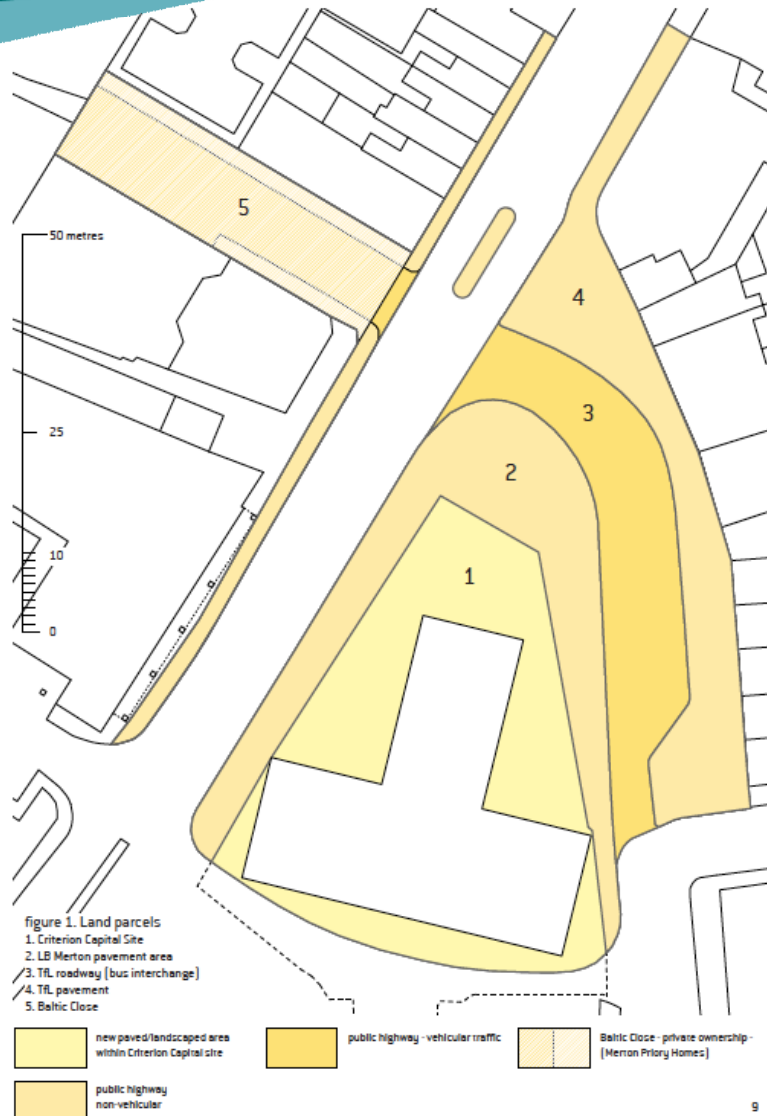 5
50 metres
4
25
3
2
10
1
0
figure 1. Land parcels
1. Criterion Capital Site
2. LB Merton pavement area
3. TfL roadway (bus interchange)
4. TfL pavement
5. Baltic Close
new paved/landscaped area
within Criterion Capital site
public highway - vehicular traffic
Baltic Close - private ownership -
(Merton Priory Homes)
public highway
non-vehicular
9